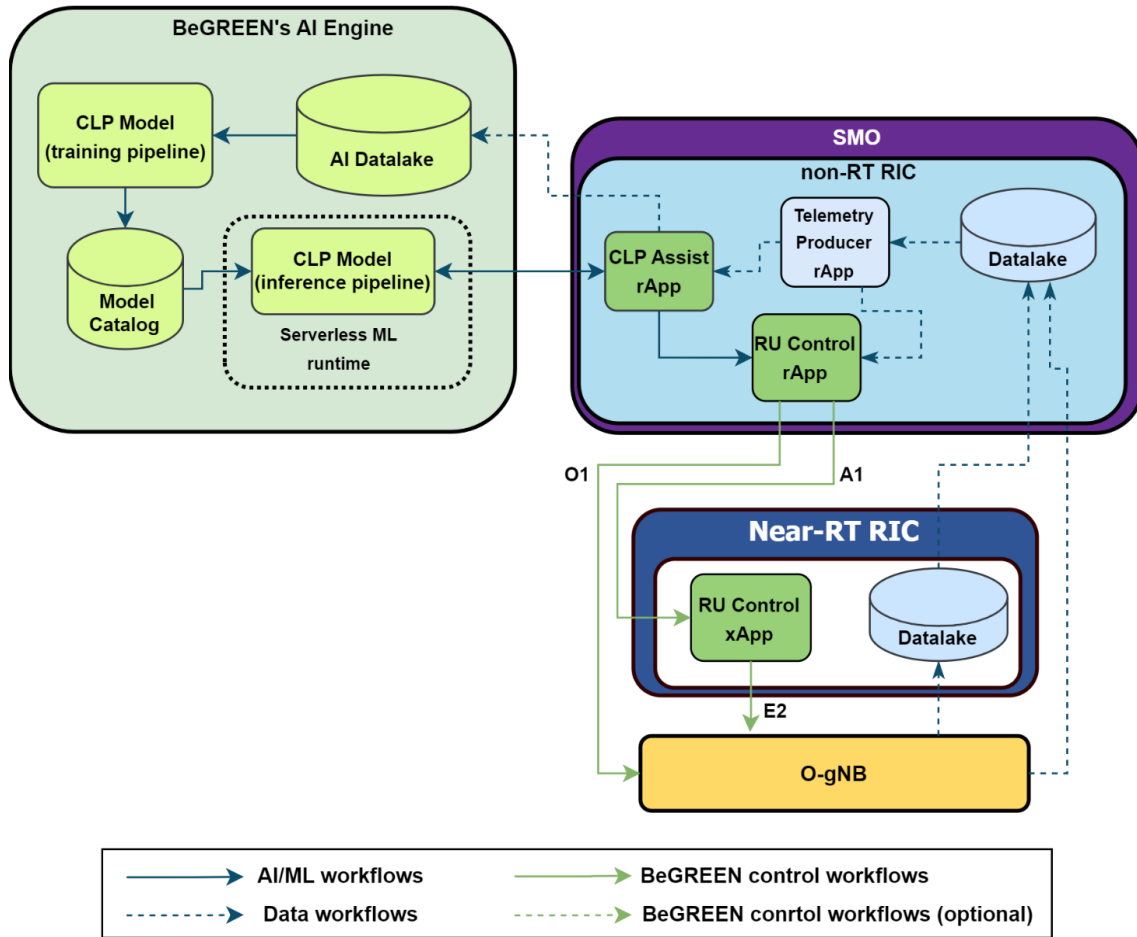 BeGREEN's AI Engine
CLP Model
(training pipeline)
AI Datalake
Model
Catalog
CLP Model
(inference pipeline)
Serverless ML
runtime
SMO
non-RT RIC
CLP Assist
rApp
Telemetry
Producer
rApp
Datalake
RU Control
rApp
O1
A1
Near-RT RIC
RU Control
xApp
Datalake
E2
O-gNB
AI/ML workflows
BeGREEN control workflows
Data workflows
BeGREEN conrtol workflows (optional)